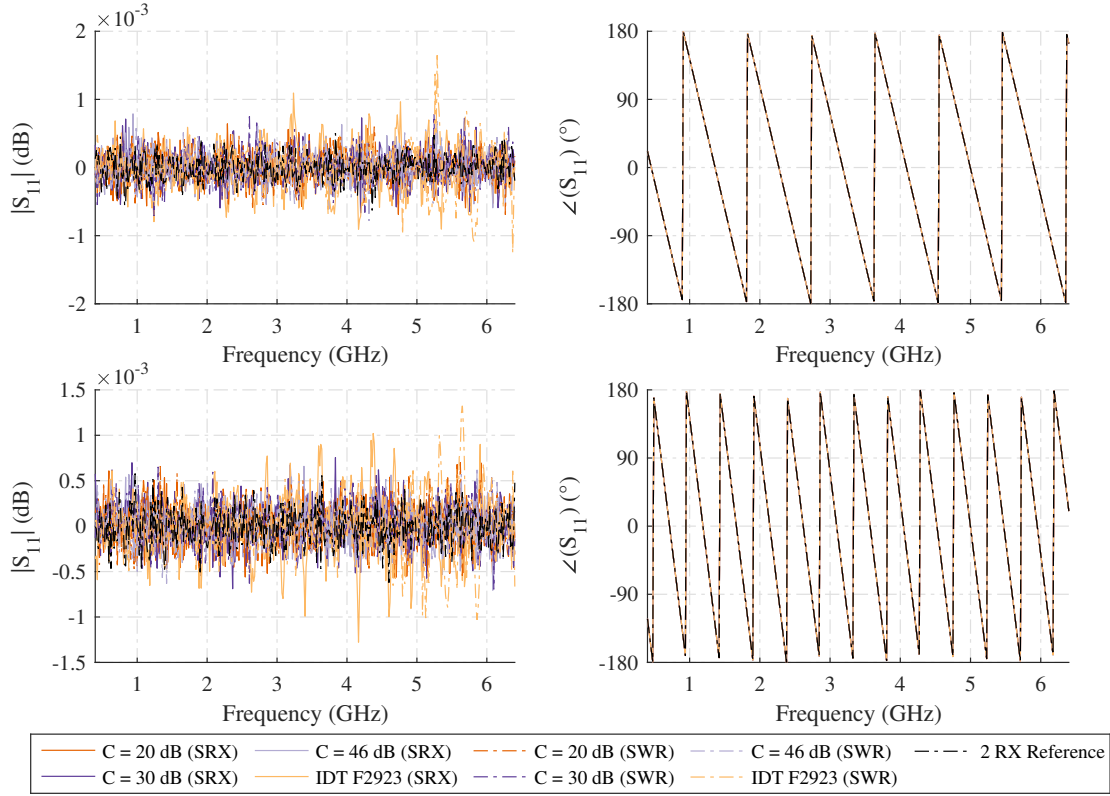 ×10⁻³
2
1
0
-1
-2
|S₁₁| (dB)
1 2 3 4 5 6
Frequency (GHz)
180
90
0
-90
-180
∠(S₁₁) (°)
1 2 3 4 5 6
Frequency (GHz)
×10⁻³
1.5
1
0.5
0
-0.5
-1
-1.5
|S₁₁| (dB)
1 2 3 4 5 6
Frequency (GHz)
180
90
0
-90
-180
∠(S₁₁) (°)
1 2 3 4 5 6
Frequency (GHz)
C = 20 dB (SRX) C = 46 dB (SRX) C = 20 dB (SWR) C = 46 dB (SWR) 2 RX Reference
C = 30 dB (SRX) IDT F2923 (SRX) C = 30 dB (SWR) IDT F2923 (SWR)